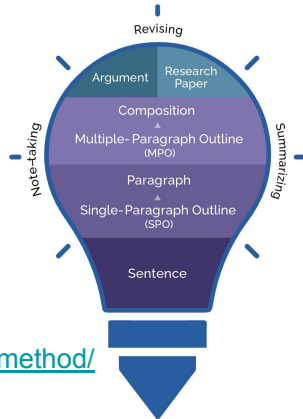 Revising
Argument
Research
Paper
Note-taking
Summarizing
Composition
Multiple-Paragraph Outline
(MPO)
Paragraph
Single-Paragraph Outline
(SPO)
Sentence
method/